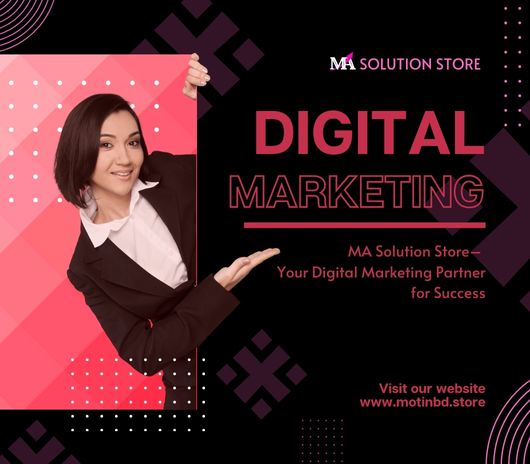 MA SOLUTION STORE
DIGITAL
MARKETING
MA Solution Store–
Your Digital Marketing Partner
for Success
Visit our website
www.motinbd.store